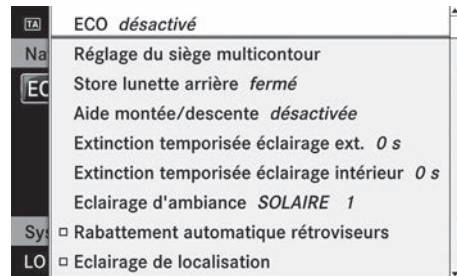 TA
ECO désactivé
Na
Réglage du siège multicontour
EC
Store lunette arrière fermé
Aide montée/descente désactivée
Extinction temporisée éclairage ext. 0 s
Extinction temporisée éclairage intérieur 0 s
Eclairage d'ambiance SOLAIRE 1
Sys
Rabattement automatique rétroviseurs
LO
Eclairage de localisation